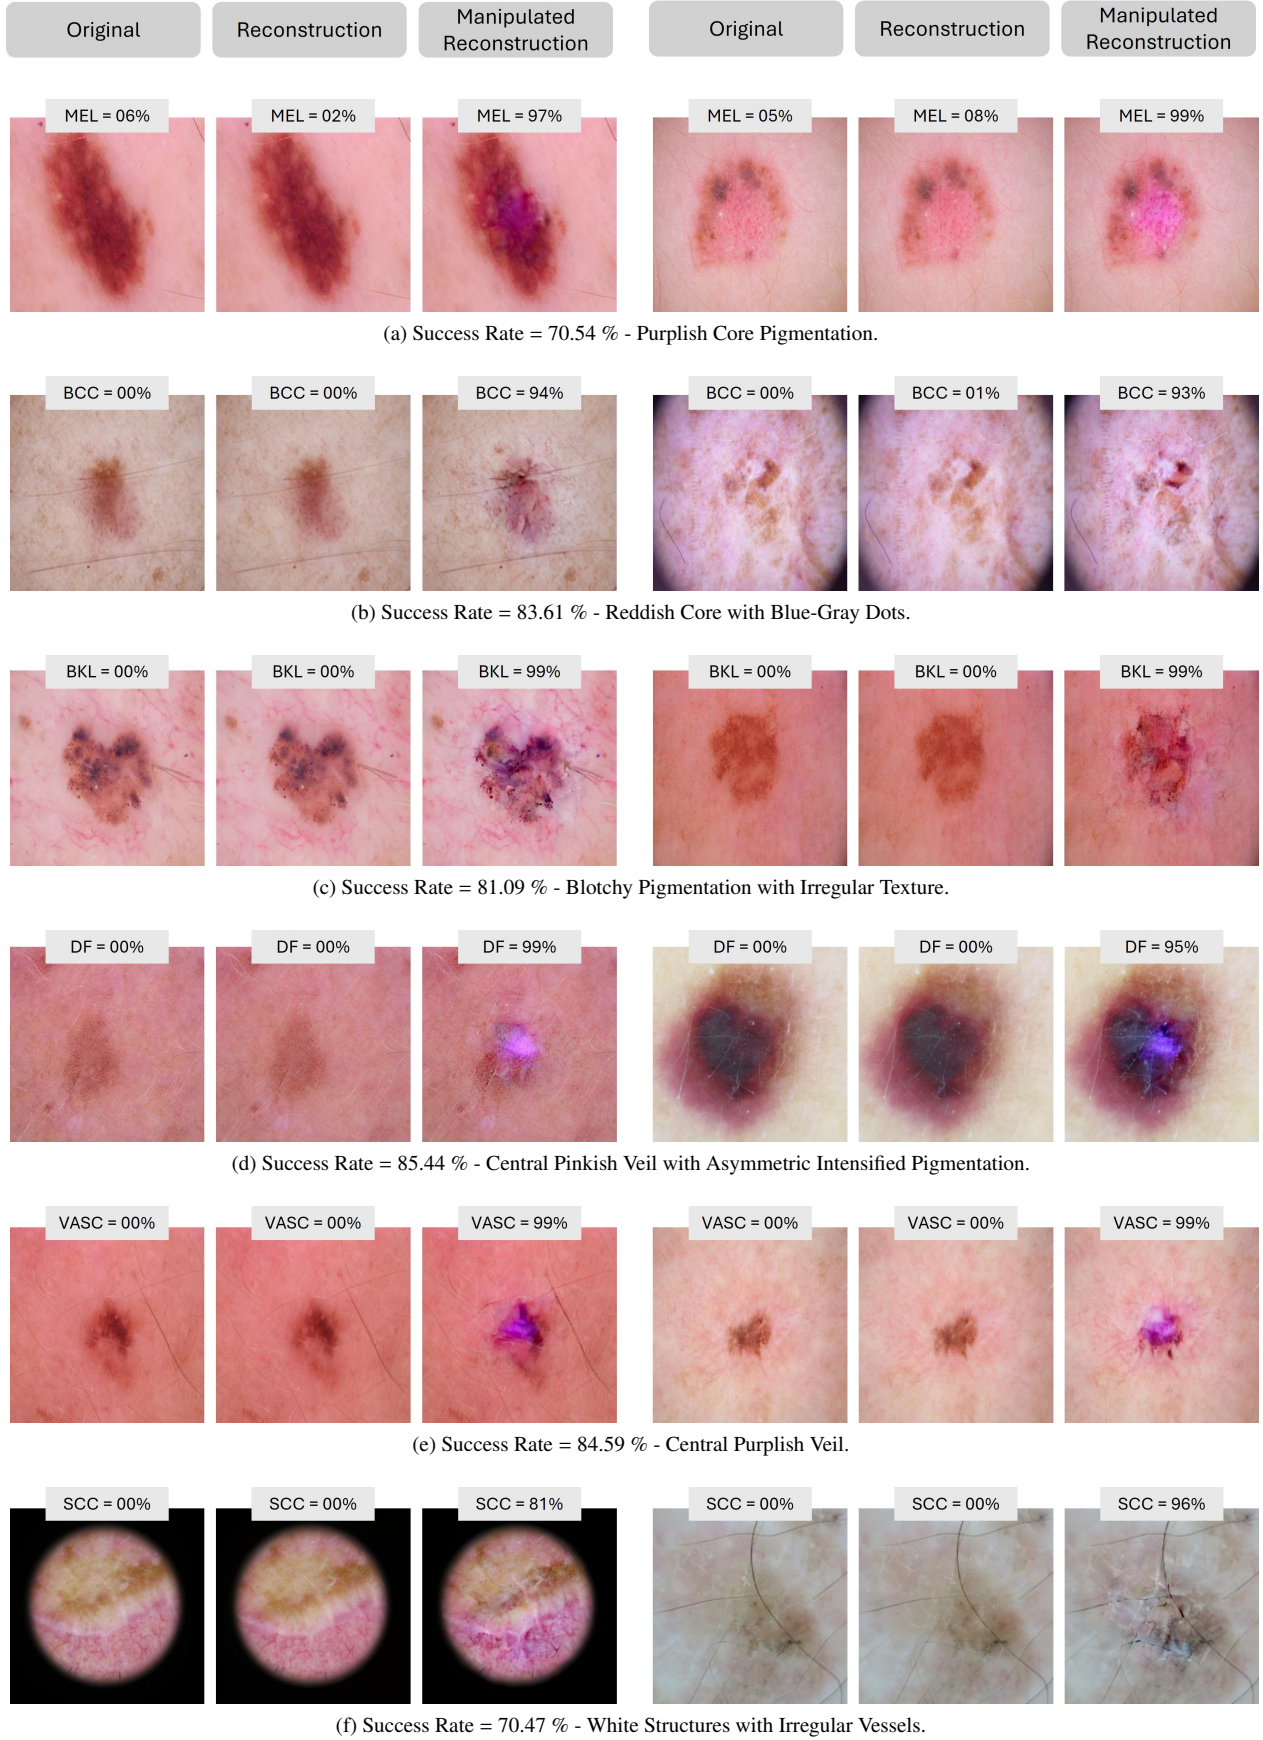 Original
Reconstruction
Manipulated
Reconstruction
Original
Reconstruction
Manipulated
Reconstruction
MEL = 06%
MEL = 02%
MEL = 97%
MEL = 05%
MEL = 08%
MEL = 99%
(a) Success Rate = 70.54 % - Purplish Core Pigmentation.
BCC = 00%
BCC = 00%
BCC = 94%
BCC = 00%
BCC = 01%
BCC = 93%
(b) Success Rate = 83.61 % - Reddish Core with Blue-Gray Dots.
BKL = 00%
BKL = 00%
BKL = 99%
BKL = 00%
BKL = 00%
BKL = 99%
(c) Success Rate = 81.09 % - Blotchy Pigmentation with Irregular Texture.
DF = 00%
DF = 00%
DF = 99%
DF = 00%
DF = 00%
DF = 95%
(d) Success Rate = 85.44 % - Central Pinkish Veil with Asymmetric Intensified Pigmentation.
VASC = 00%
VASC = 00%
VASC = 99%
VASC = 00%
VASC = 00%
VASC = 99%
(e) Success Rate = 84.59 % - Central Purplish Veil.
SCC = 00%
SCC = 00%
SCC = 81%
SCC = 00%
SCC = 00%
SCC = 96%
(f) Success Rate = 70.47 % - White Structures with Irregular Vessels.